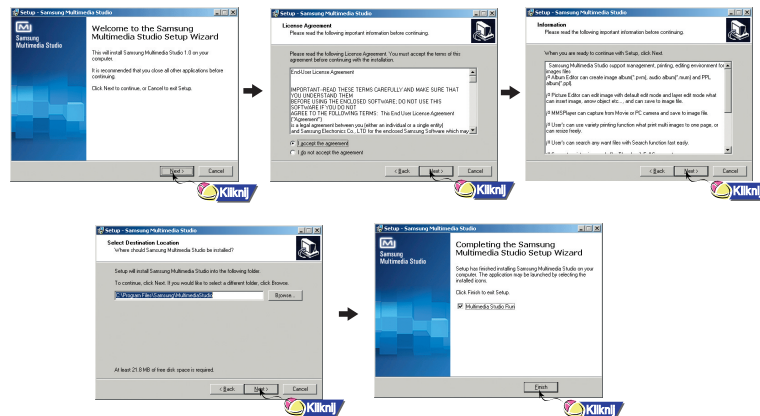 Setup - Samsung Multimedia Studio
Samsung
Multimedia Studio
Welcome to the Samsung
Multimedia Studio Setup Wizard
This will install Samsung Multimedia Studio 1.0 on your
computer.
It is recommended that you close all other applications before
continuing.
Click Next to continue, or Cancel to exit Setup.
Next >
Cancel
Kliknij
Setup - Samsung Multimedia Studio
License Agreement
Please read the following important information before continuing.
Please read the following License Agreement. You must accept the terms of this
agreement before continuing with the installation.
End-User License Agreement
IMPORTANT-READ THESE TERMS CAREFULLY AND MAKE SURE THAT
YOU UNDERSTAND THEM
BEFORE USING THE ENCLOSED SOFTWARE; DO NOT USE THIS
SOFTWARE IF YOU DO NOT
AGREE TO THE FOLLOWING TERMS: This End User License Agreement
("Agreement")
is a legal agreement between you (either an individual or a single entity)
and Samsung Electronics Co., LTD for the enclosed Samsung Software which may
I accept the agreement
I do not accept the agreement
< Back
Next >
Cancel
Kliknij
Setup - Samsung Multimedia Studio
Information
Please read the following important information before continuing.
When you are ready to continue with Setup, click Next.
Samsung Multimedia Studio support management, printing, editing environment for
images files
Album Editor can create image album(*.pvm), audio album(*.mun) and PPL
album(*.ppl)
Picture Editor can edit image with default edit mode and layer edit mode what
can insert image, arrow object etc..., and can save to image file.
MMSPlayer can capture from Movie or PC camera and save to image file.
User's can use variety printing function what print multi images to one page, or
can resize freely.
User's can search any want files with Search function fast easily.
< Back
Next >
Cancel
Kliknij
Setup - Samsung Multimedia Studio
Select Destination Location
Where should Samsung Multimedia Studio be installed?
Setup will install Samsung Multimedia Studio into the following folder.
To continue, click Next. If you would like to select a different folder, click Browse.
C:\Program Files\Samsung\MultimediaStudio
Browse...
At least 21.8 MB of free disk space is required.
< Back
Next >
Cancel
Kliknij
Setup - Samsung Multimedia Studio
Samsung
Multimedia Studio
Completing the Samsung
Multimedia Studio Setup Wizard
Setup has finished installing Samsung Multimedia Studio on your
computer. The application may be launched by selecting the
installed icons.
Click Finish to exit Setup.
Multimedia Studio Run
Finish
Kliknij